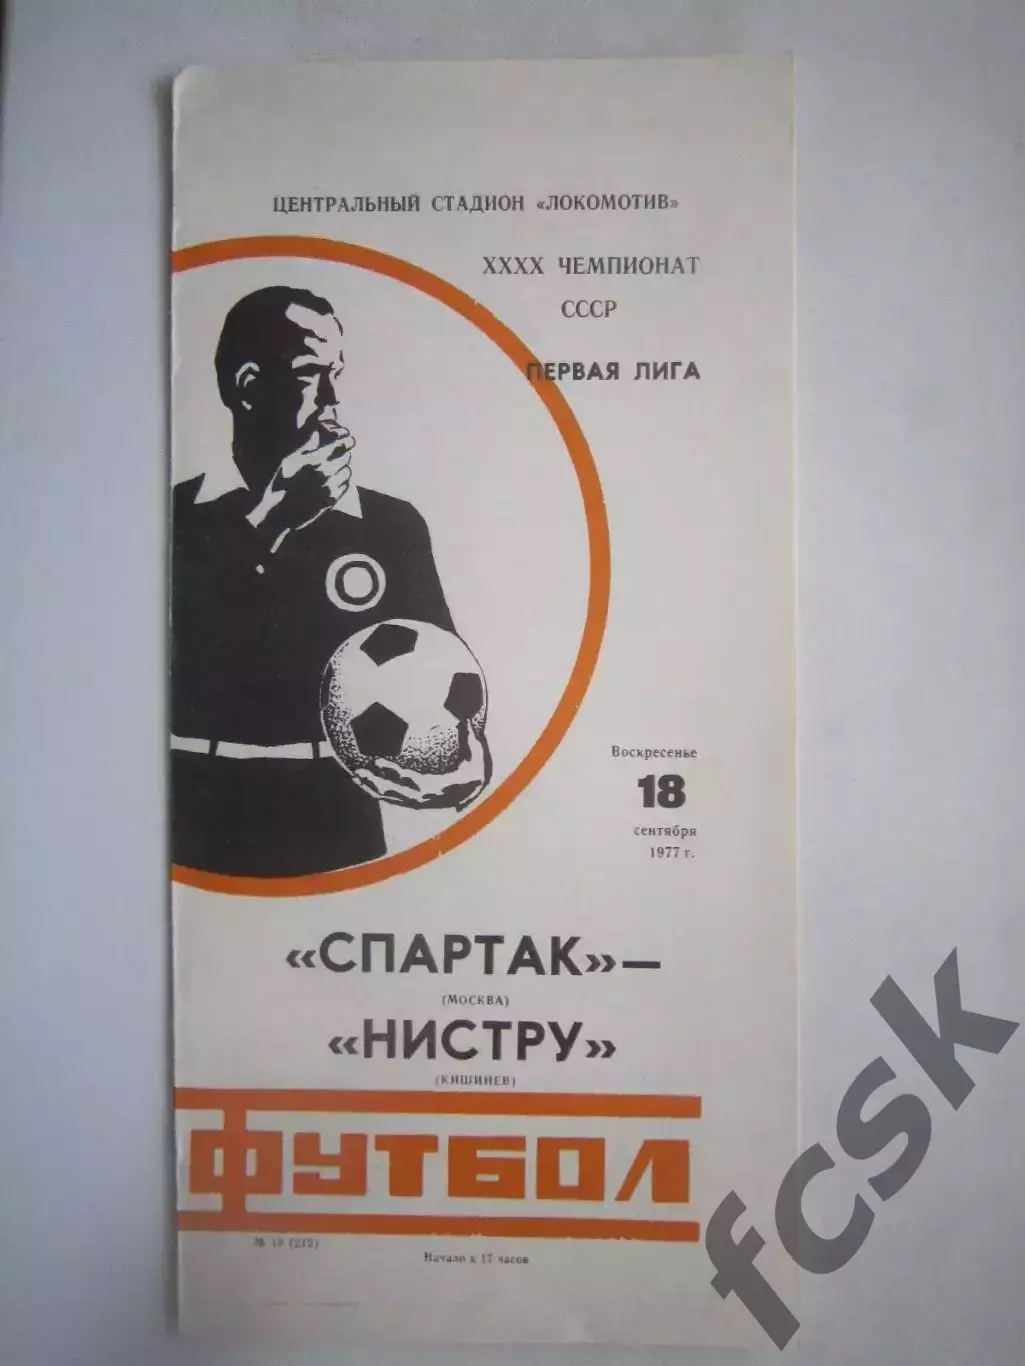 ЦЕНТРАЛЬНЫЙ СТАДИОН «ЛОКОМОТИВ»
XXXX ЧЕМПИОНАТ
СССР
ПЕРВАЯ ЛИГА
Воскресенье
18
сентября
1977 г.
«СПАРТАК»—
(МОСКВА)
«НИСТРУ»
(КИШИНЕВ)
ФУТБОЛ
Начало в 17 часов
fcsk